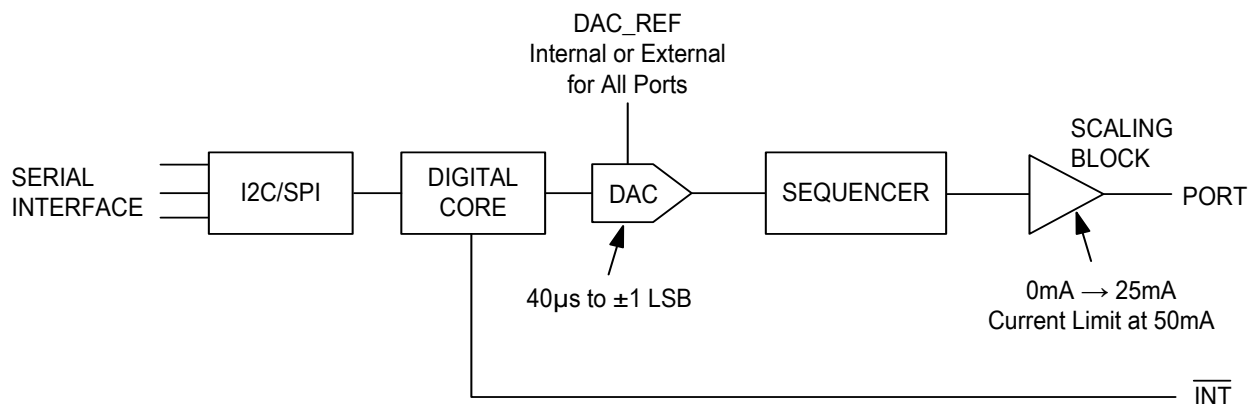 DAC_REF
Internal or External
for All Ports
SERIAL
INTERFACE
I2C/SPI
DIGITAL
CORE
DAC
SEQUENCER
SCALING
BLOCK
PORT
40µs to ±1 LSB
0mA → 25mA
Current Limit at 50mA
INT